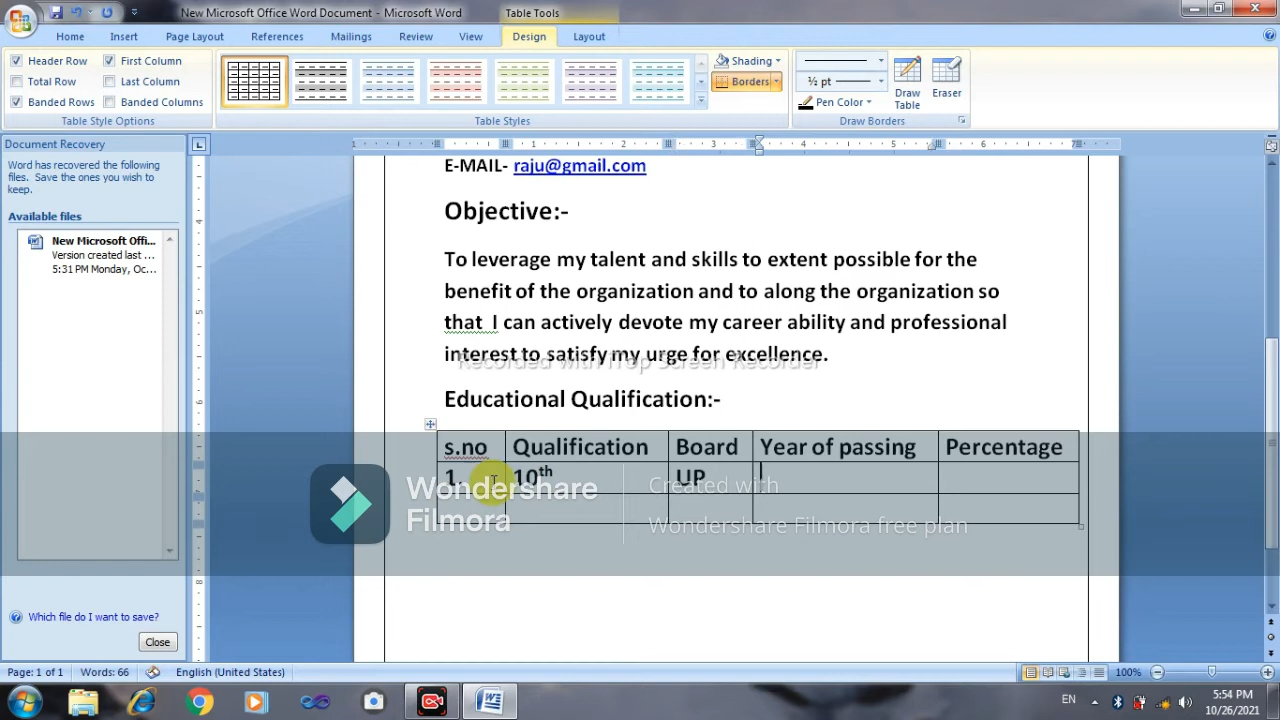 New Microsoft Office Word Document - Microsoft Word
Table Tools
Home Insert Page Layout References Mailings Review View Design Layout
Header Row First Column
Total Row Last Column
Banded Rows Banded Columns
Table Style Options
Table Styles
Shading
Borders
½ pt
Pen Color
Draw Table
Eraser
Draw Borders
Document Recovery
Word has recovered the following
files. Save the ones you wish to
keep.
Available files
New Microsoft Offi...
Version created last ...
5:31 PM Monday, Oc...
Which file do I want to save?
Close
E-MAIL- raju@gmail.com
Objective:-
To leverage my talent and skills to extent possible for the
benefit of the organization and to along the organization so
that I can actively devote my career ability and professional
interest to satisfy my urge for excellence.
Recorded with iTop Screen Recorder
Educational Qualification:-
s.no Qualification Board Year of passing Percentage
1. 10th UP
Wondershare
Filmora
Created with
Wondershare Filmora free plan
Page: 1 of 1 Words: 66 English (United States) 100%
EN
5:54 PM
10/26/2021